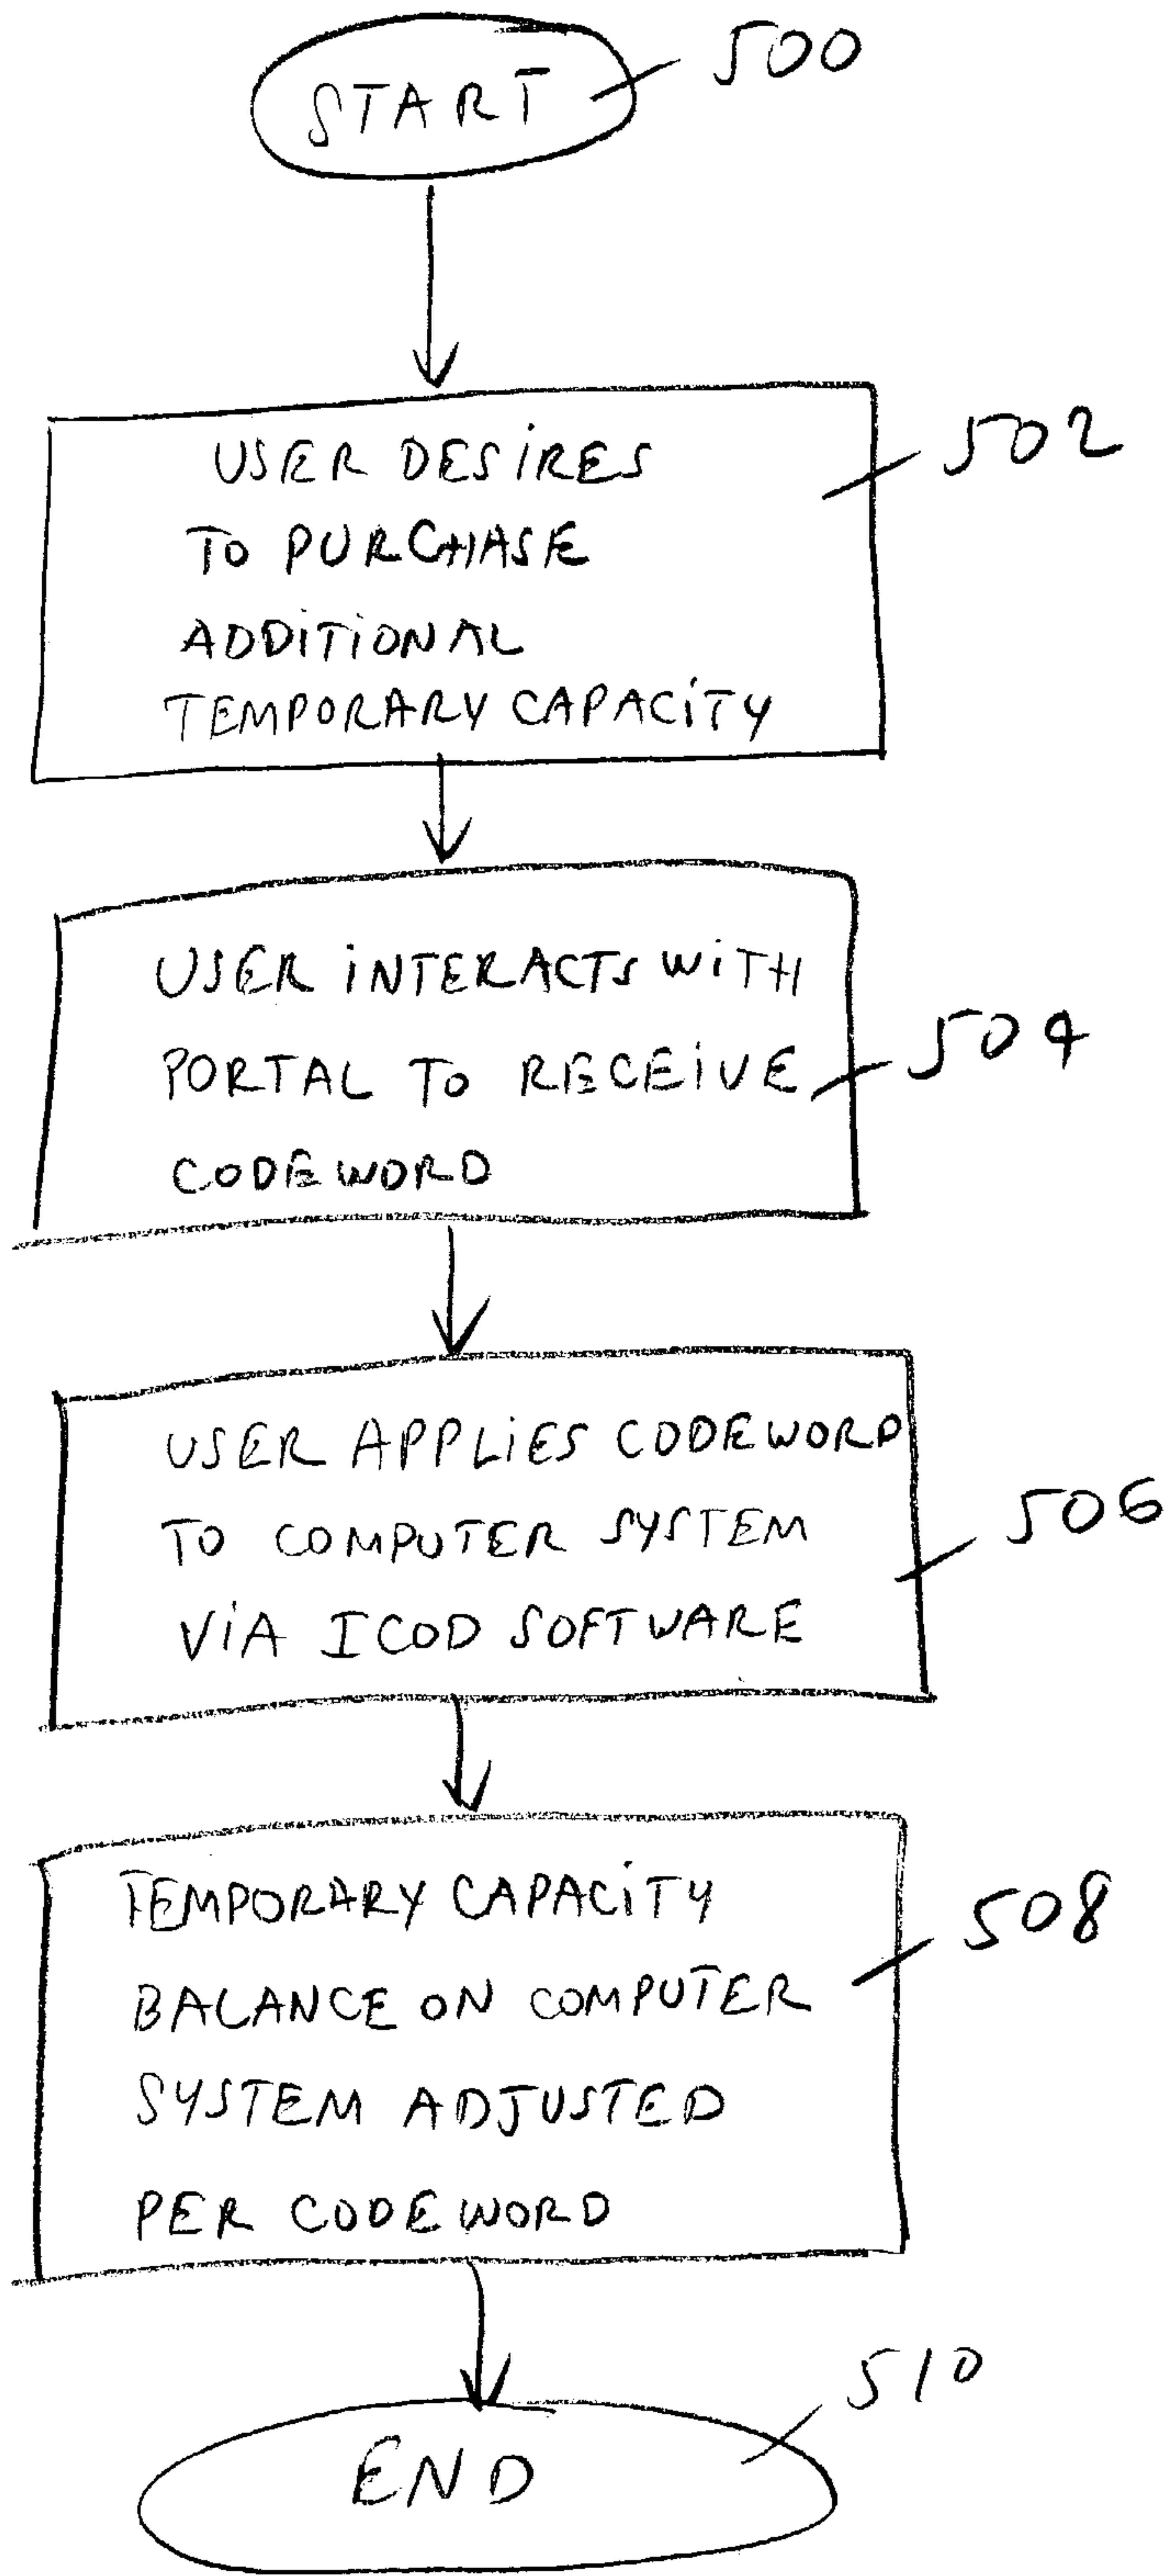 START
500
USER DESIRES
TO PURCHASE
ADDITIONAL
TEMPORARY CAPACITY
502
USER INTERACTS WITH
PORTAL TO RECEIVE
CODEWORD
504
USER APPLIES CODEWORD
TO COMPUTER SYSTEM
VIA ICOD SOFTWARE
506
TEMPORARY CAPACITY
BALANCE ON COMPUTER
SYSTEM ADJUSTED
PER CODEWORD
508
END
510